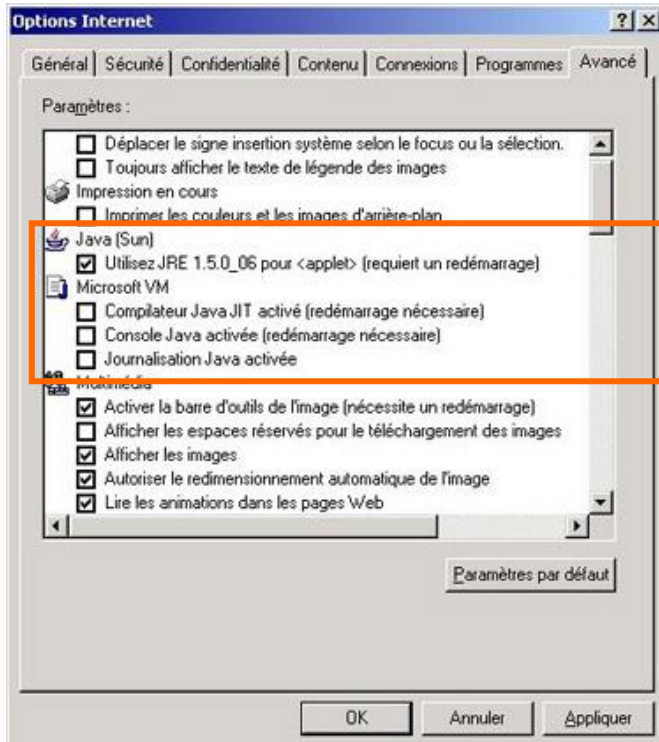 Options Internet
Général Sécurité Confidentialité Contenu Connexions Programmes Avancé
Paramètres :
Déplacer le signe insertion système selon le focus ou la sélection.
Toujours afficher le texte de légende des images
Impression en cours
Imprimer les couleurs et les images d'arrière-plan
Java (Sun)
Utilisez JRE 1.5.0_06 pour <applet> (requiert un redémarrage)
Microsoft VM
Compilateur Java JIT activé (redémarrage nécessaire)
Console Java activée (redémarrage nécessaire)
Journalisation Java activée
Multimédia
Activer la barre d'outils de l'image (nécessite un redémarrage)
Afficher les espaces réservés pour le téléchargement des images
Afficher les images
Autoriser le redimensionnement automatique de l'image
Lire les animations dans les pages Web
Paramètres par défaut
OK Annuler Appliquer